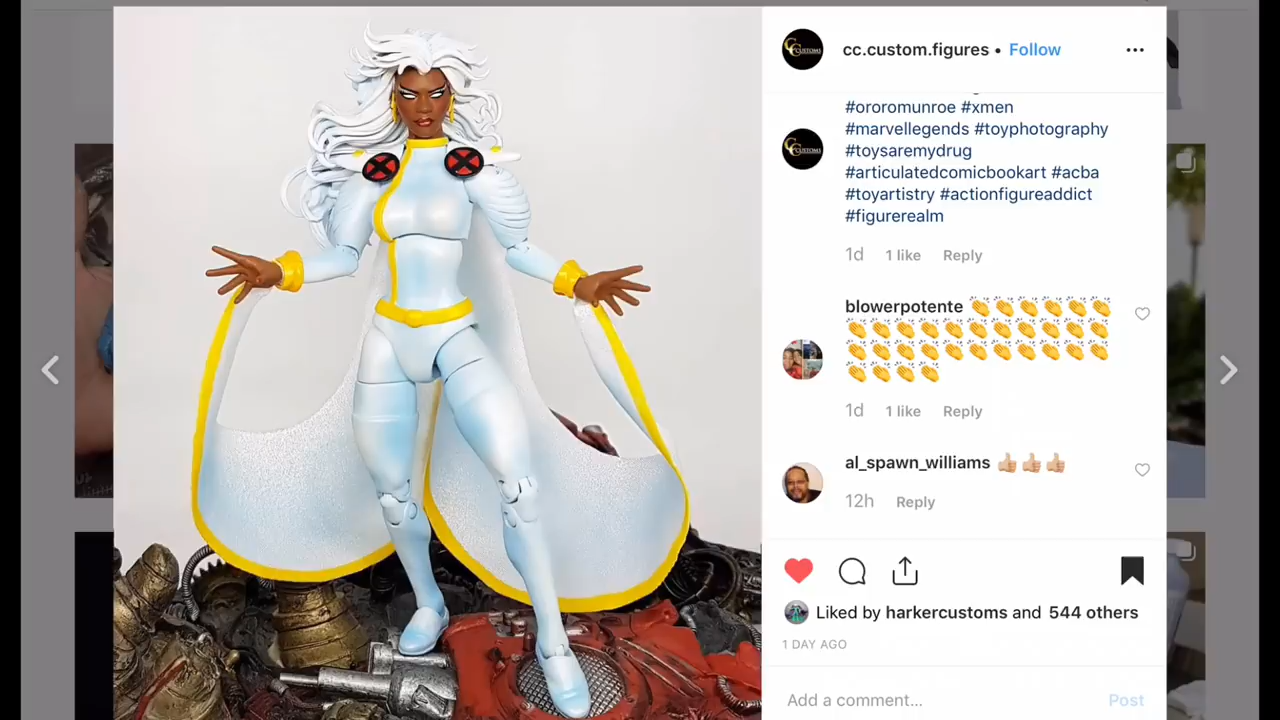 cc.custom.figures • Follow
#ororomunroe #xmen
#marvellegends #toyphotography
#toysaremydrug
#articulatedcomicbookart #acba
#toyartistry #actionfigureaddict
#figurerealm
1d 1 like Reply
blowerpotente 👏👏👏👏👏👏
👏👏👏👏👏👏👏👏👏👏👏
👏👏👏👏👏👏👏👏👏👏👏
👏👏👏👏
1d 1 like Reply
al_spawn_williams 👍🏼👍🏼👍🏼
12h Reply
Liked by harkercustoms and 544 others
1 DAY AGO
Add a comment... Post